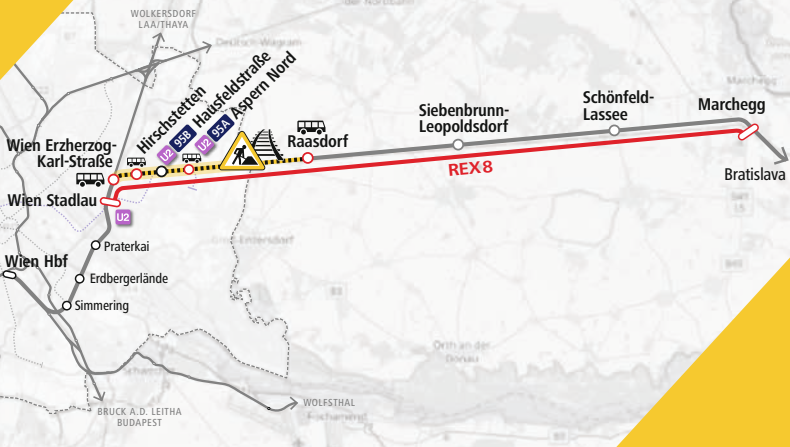 WOLKERSDORF
LAA/THAYA
Deutsch-Wagram
Hirschstetten
U2 95B Hausfeldstraße
U2 95A Aspern Nord
Wien Erzherzog-
Karl-Straße
Raasdorf
Siebenbrunn-
Leopoldsdorf
Schönfeld-
Lassee
Marchegg
Marchegg
Bratislava
REX8
Wien Stadlau
U2
Praterkai
Wien Hbf
Erdbergerlände
Simmering
Groß-Enzersdorf
Orth an der
Donau
WOLFSTHAL
BRUCK A.D. LEITHA
BUDAPEST